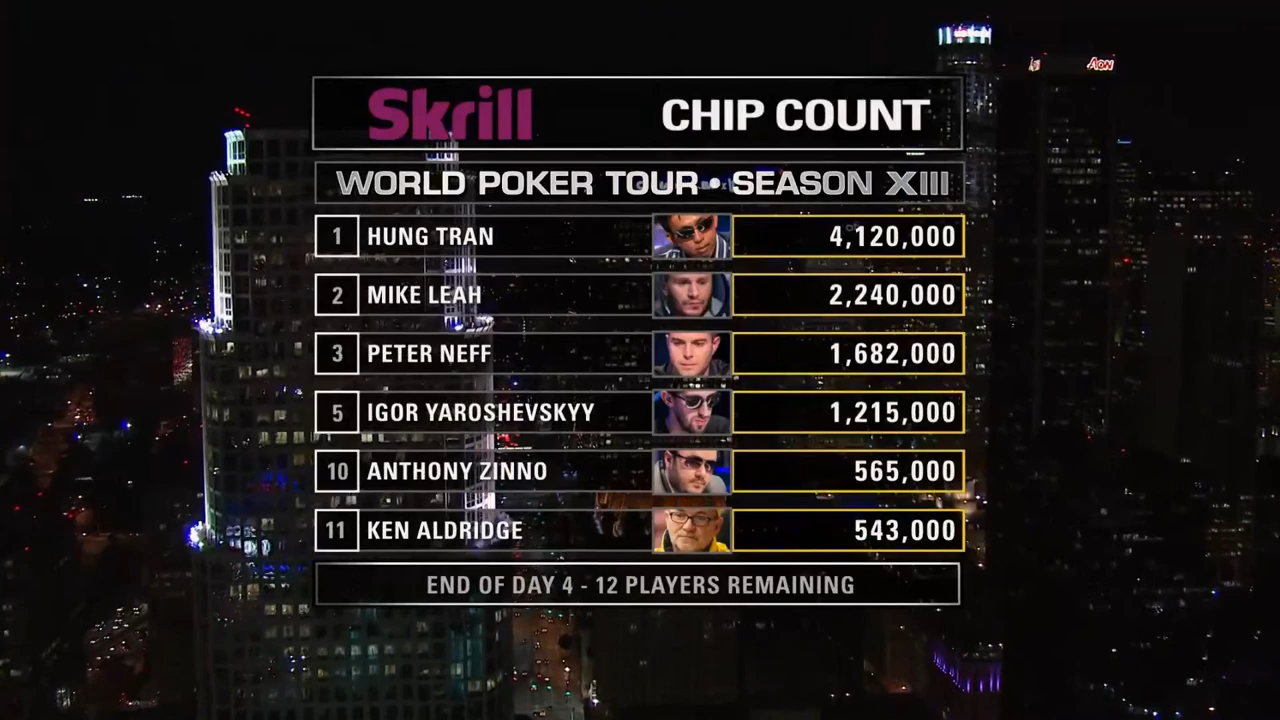 Skrill CHIP COUNT
WORLD POKER TOUR • SEASON XIII
1 HUNG TRAN 4,120,000
2 MIKE LEAH 2,240,000
3 PETER NEFF 1,682,000
5 IGOR YAROSHEVSKYY 1,215,000
10 ANTHONY ZINNO 565,000
11 KEN ALDRIDGE 543,000
END OF DAY 4 - 12 PLAYERS REMAINING
AON